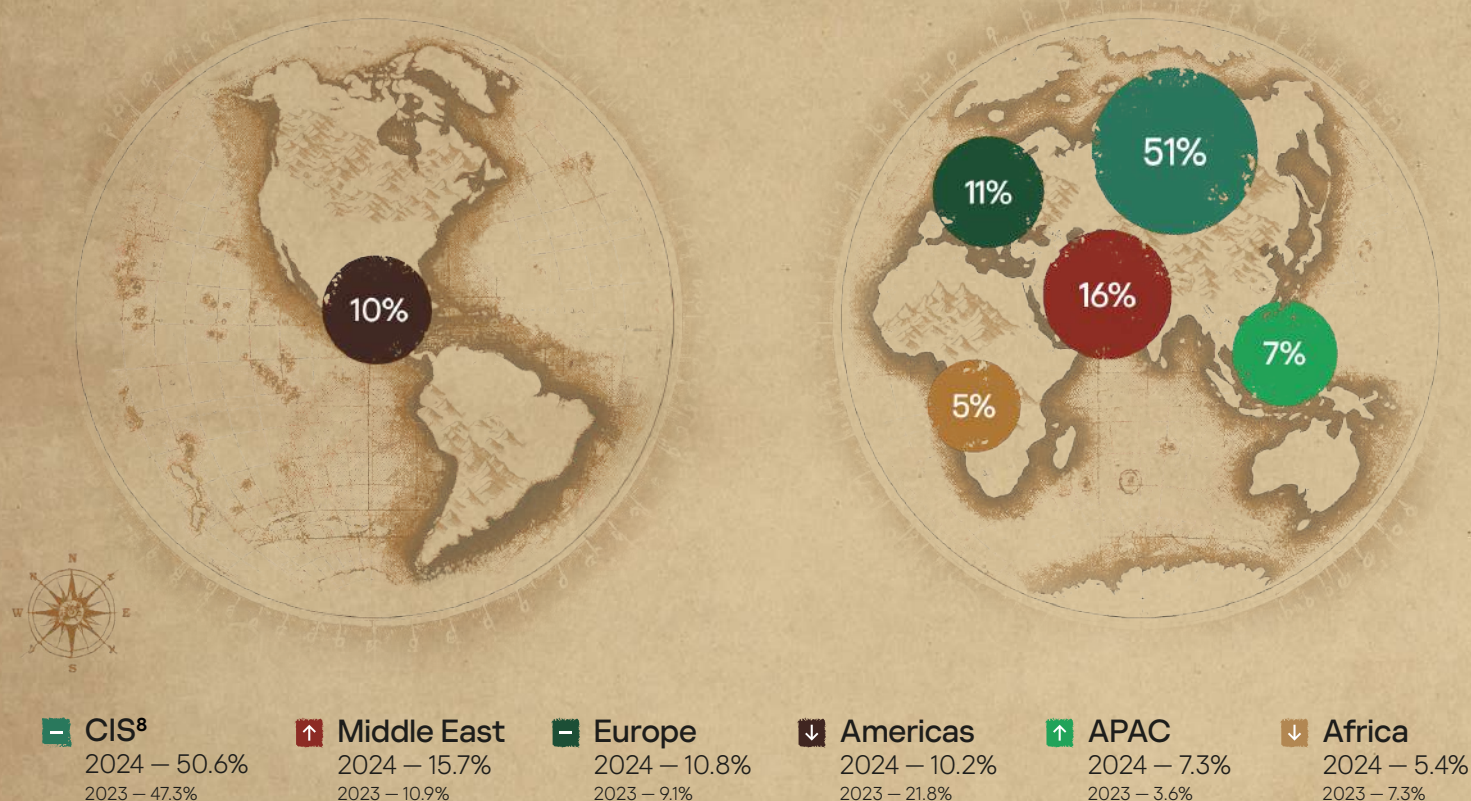 10%
51%
11%
16%
7%
5%
N
W
E
S
CIS⁸
2024 — 50.6%
2023 — 47.3%
Middle East
2024 — 15.7%
2023 — 10.9%
Europe
2024 — 10.8%
2023 — 9.1%
Americas
2024 — 10.2%
2023 — 21.8%
APAC
2024 — 7.3%
2023 — 3.6%
Africa
2024 — 5.4%
2023 — 7.3%